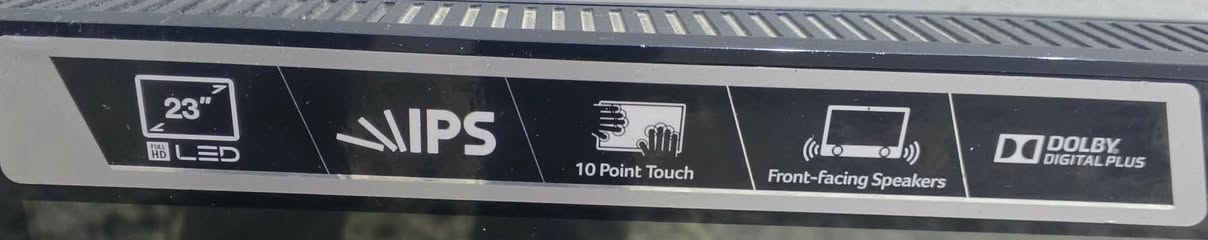 23"
FULL HD LED
IPS
10 Point Touch
Front-facing Speakers
DOLBY
DIGITAL PLUS